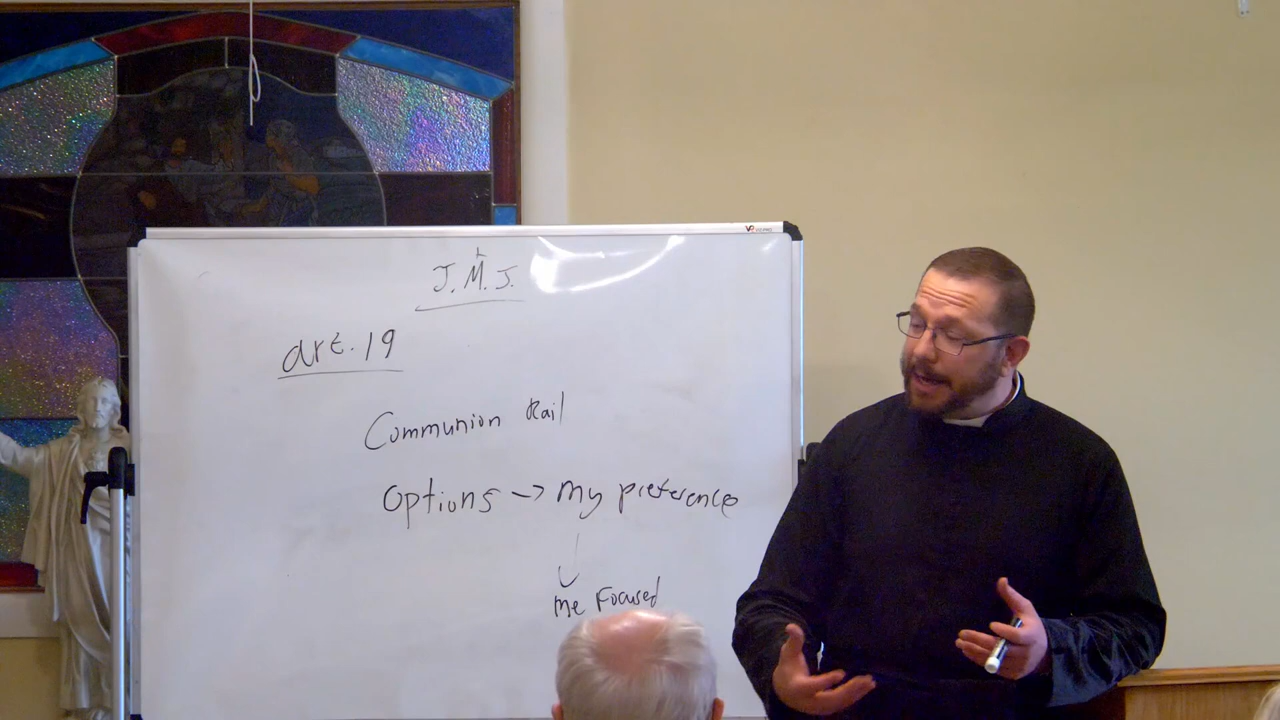 J.M.J.
art. 19
Communion Rail
Options -> My preference
me Focused